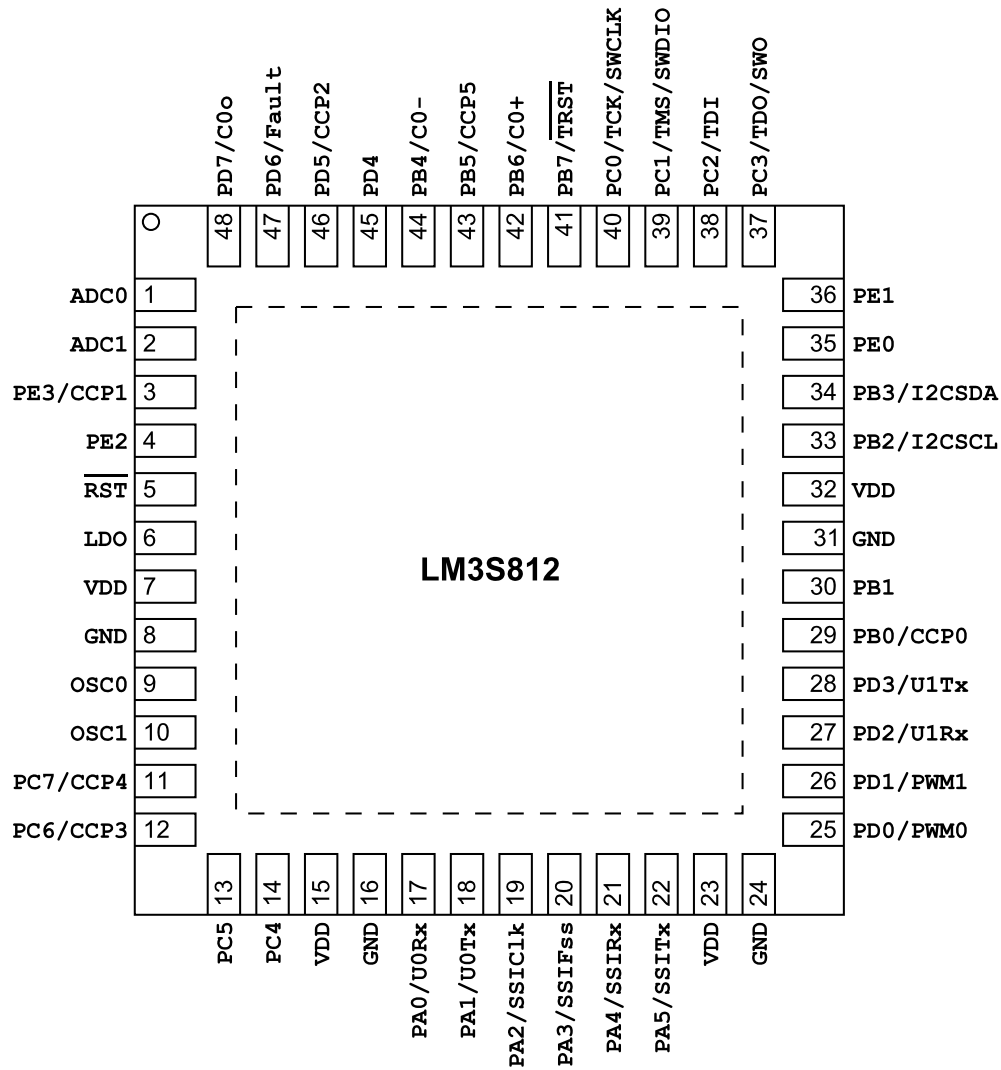 PD7/C0o
PD6/Fault
PD5/CCP2
PD4
PB4/C0-
PB5/CCP5
PB6/C0+
PB7/TRST
PC0/TCK/SWCLK
PC1/TMS/SWDIO
PC2/TDI
PC3/TDO/SWO
48
47
46
45
44
43
42
41
40
39
38
37
ADC0 1
ADC1 2
PE3/CCP1 3
PE2 4
RST 5
LDO 6
VDD 7
GND 8
OSC0 9
OSC1 10
PC7/CCP4 11
PC6/CCP3 12
LM3S812
36 PE1
35 PE0
34 PB3/I2CSDA
33 PB2/I2CSCL
32 VDD
31 GND
30 PB1
29 PB0/CCP0
28 PD3/U1Tx
27 PD2/U1Rx
26 PD1/PWM1
25 PD0/PWM0
13
14
15
16
17
18
19
20
21
22
23
24
PC5
PC4
VDD
GND
PA0/U0Rx
PA1/U0Tx
PA2/SSIClk
PA3/SSIFss
PA4/SSIRx
PA5/SSITx
VDD
GND